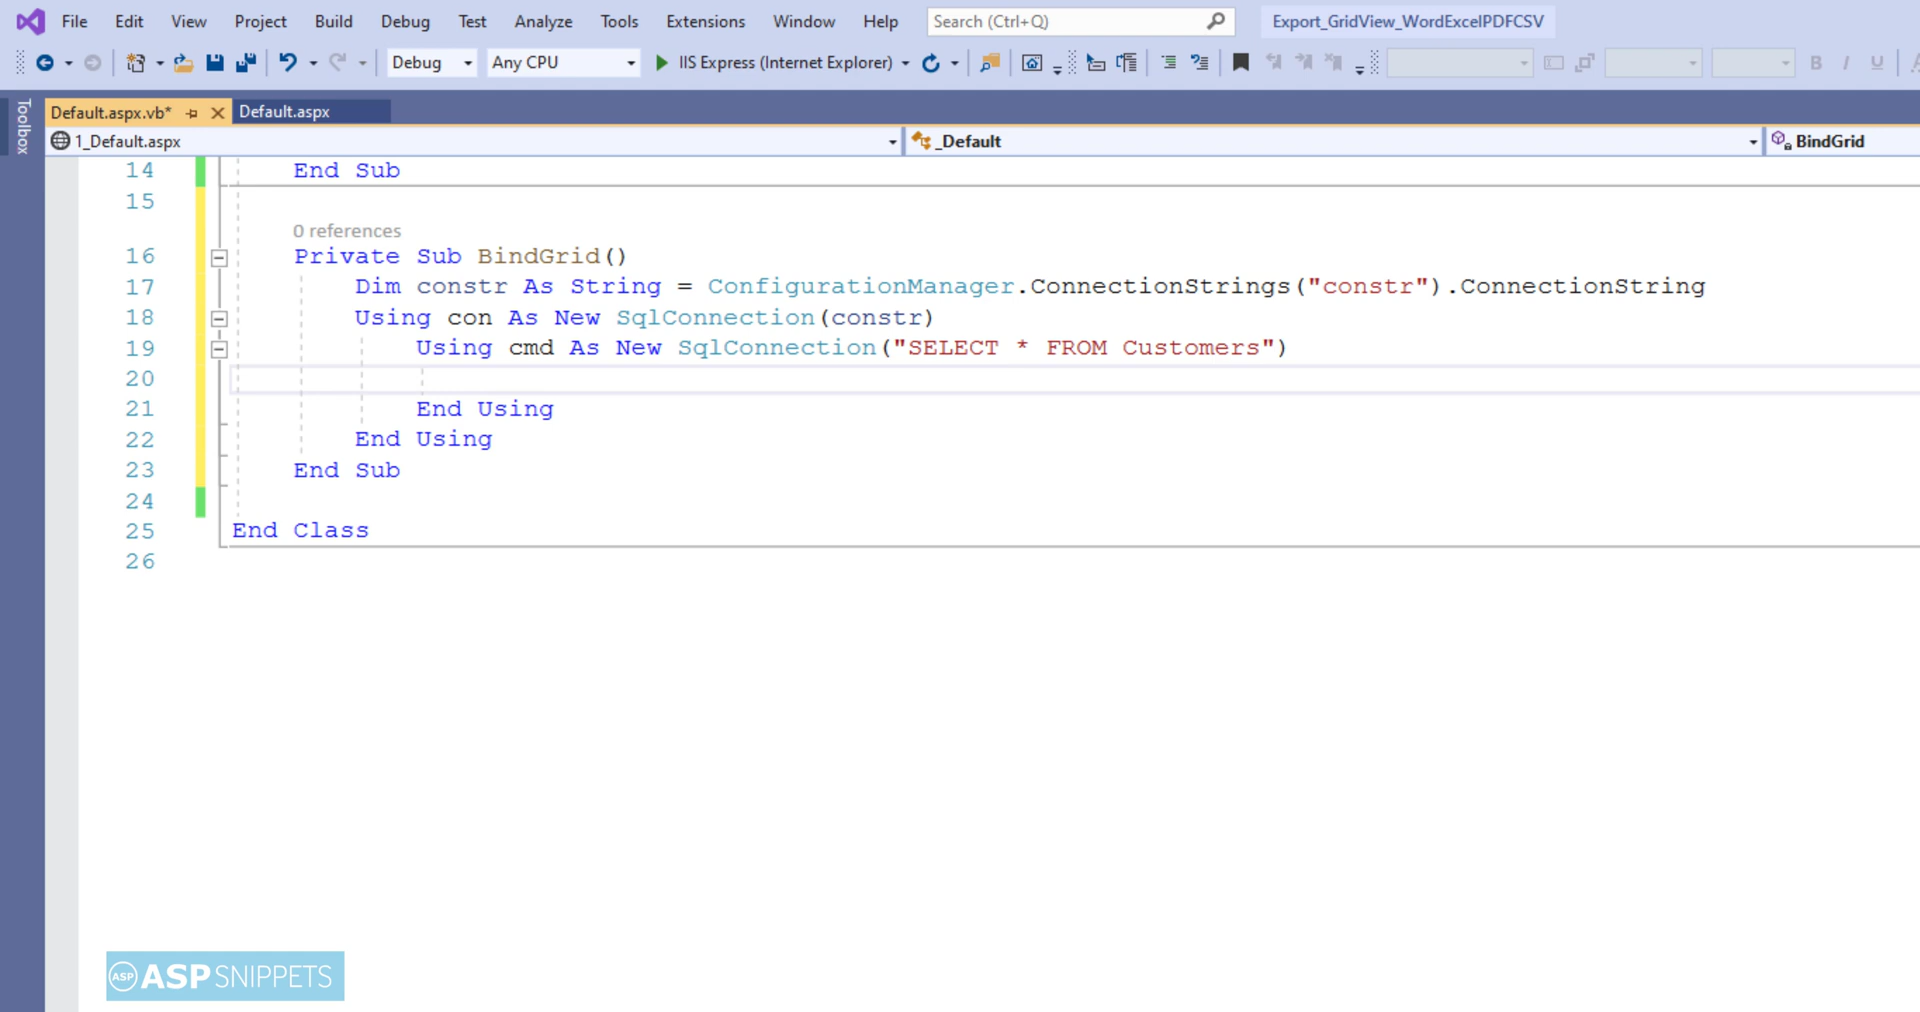 File Edit View Project Build Debug Test Analyze Tools Extensions Window Help Search (Ctrl+Q) Export_GridView_WordExcelPDFCSV
Debug Any CPU IIS Express (Internet Explorer) B I U
Toolbox
Default.aspx.vb* Default.aspx
1_Default.aspx _Default BindGrid
14 End Sub
15
0 references
16 Private Sub BindGrid()
17 Dim constr As String = ConfigurationManager.ConnectionStrings("constr").ConnectionString
18 Using con As New SqlConnection(constr)
19 Using cmd As New SqlConnection("SELECT * FROM Customers")
20
21 End Using
22 End Using
23 End Sub
24
25 End Class
26
ASP ASPSNIPPETS